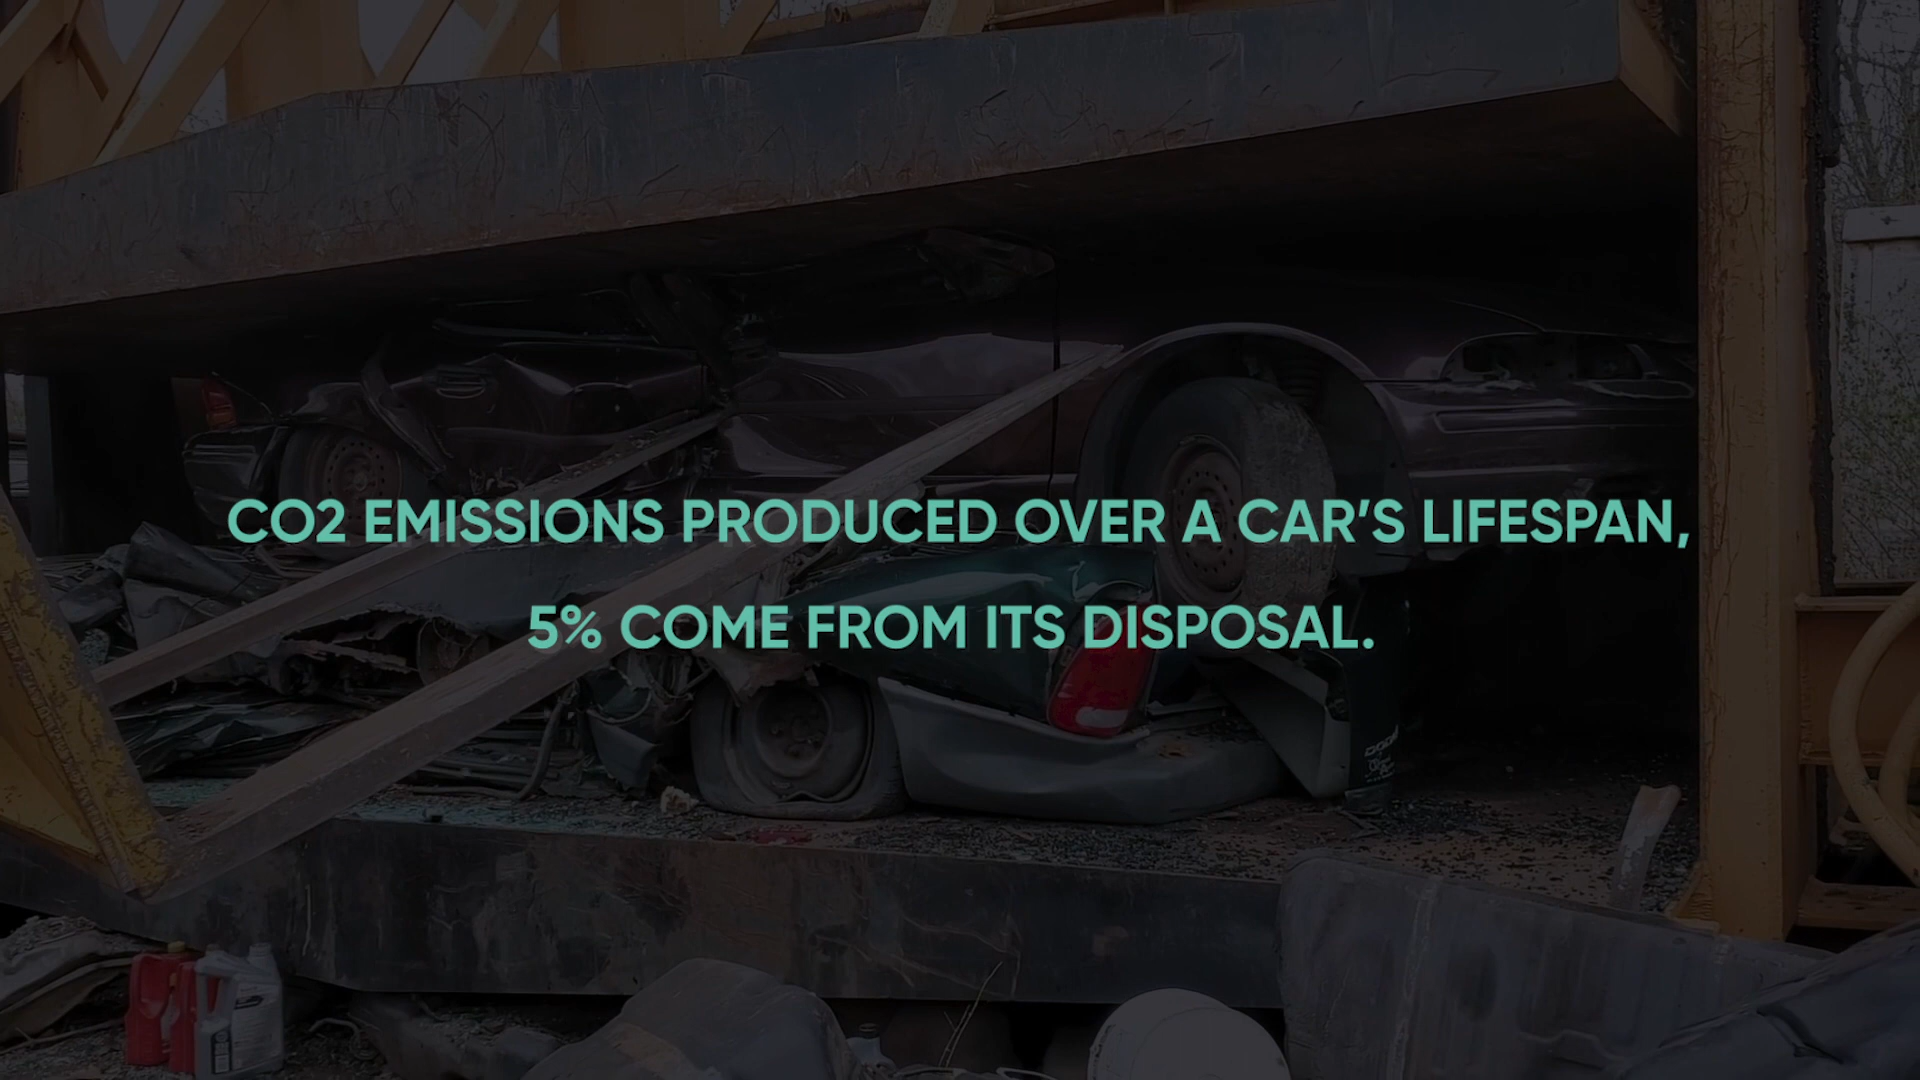 CO2 EMISSIONS PRODUCED OVER A CAR’S LIFESPAN,
5% COME FROM ITS DISPOSAL.